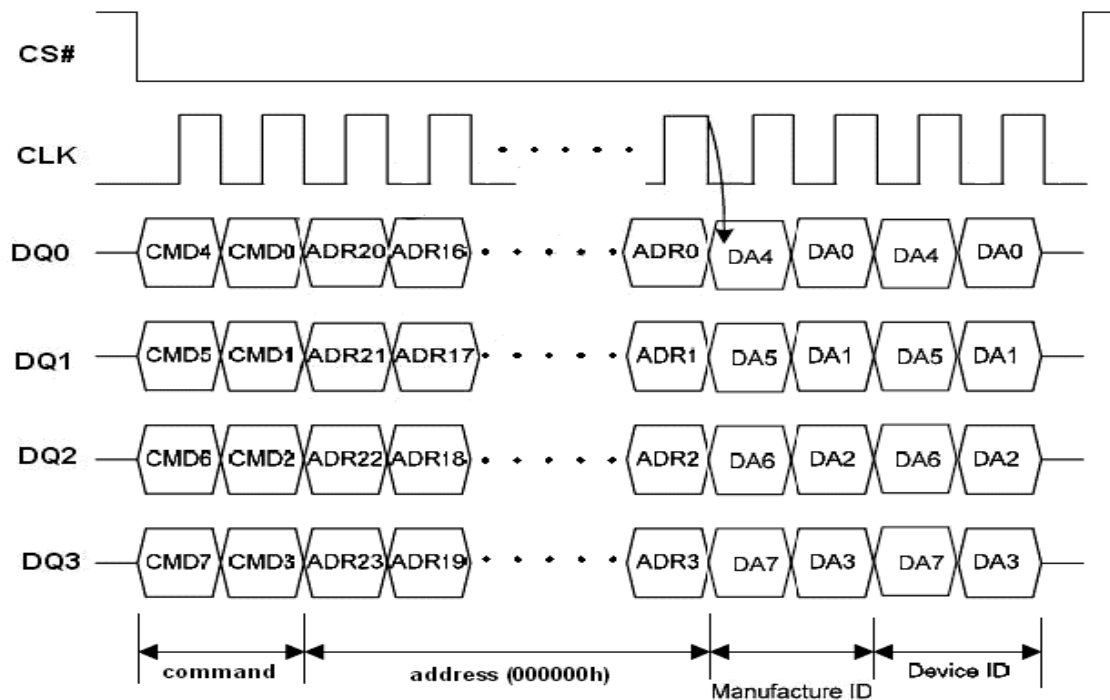 CS#
CLK
DQ0 CMD4 CMD0 ADR20 ADR16 ADR0 DA4 DA0 DA4 DA0
DQ1 CMD5 CMD1 ADR21 ADR17 ADR1 DA5 DA1 DA5 DA1
DQ2 CMD6 CMD2 ADR22 ADR18 ADR2 DA6 DA2 DA6 DA2
DQ3 CMD7 CMD3 ADR23 ADR19 ADR3 DA7 DA3 DA7 DA3
command address (000000h) Manufacture ID Device ID